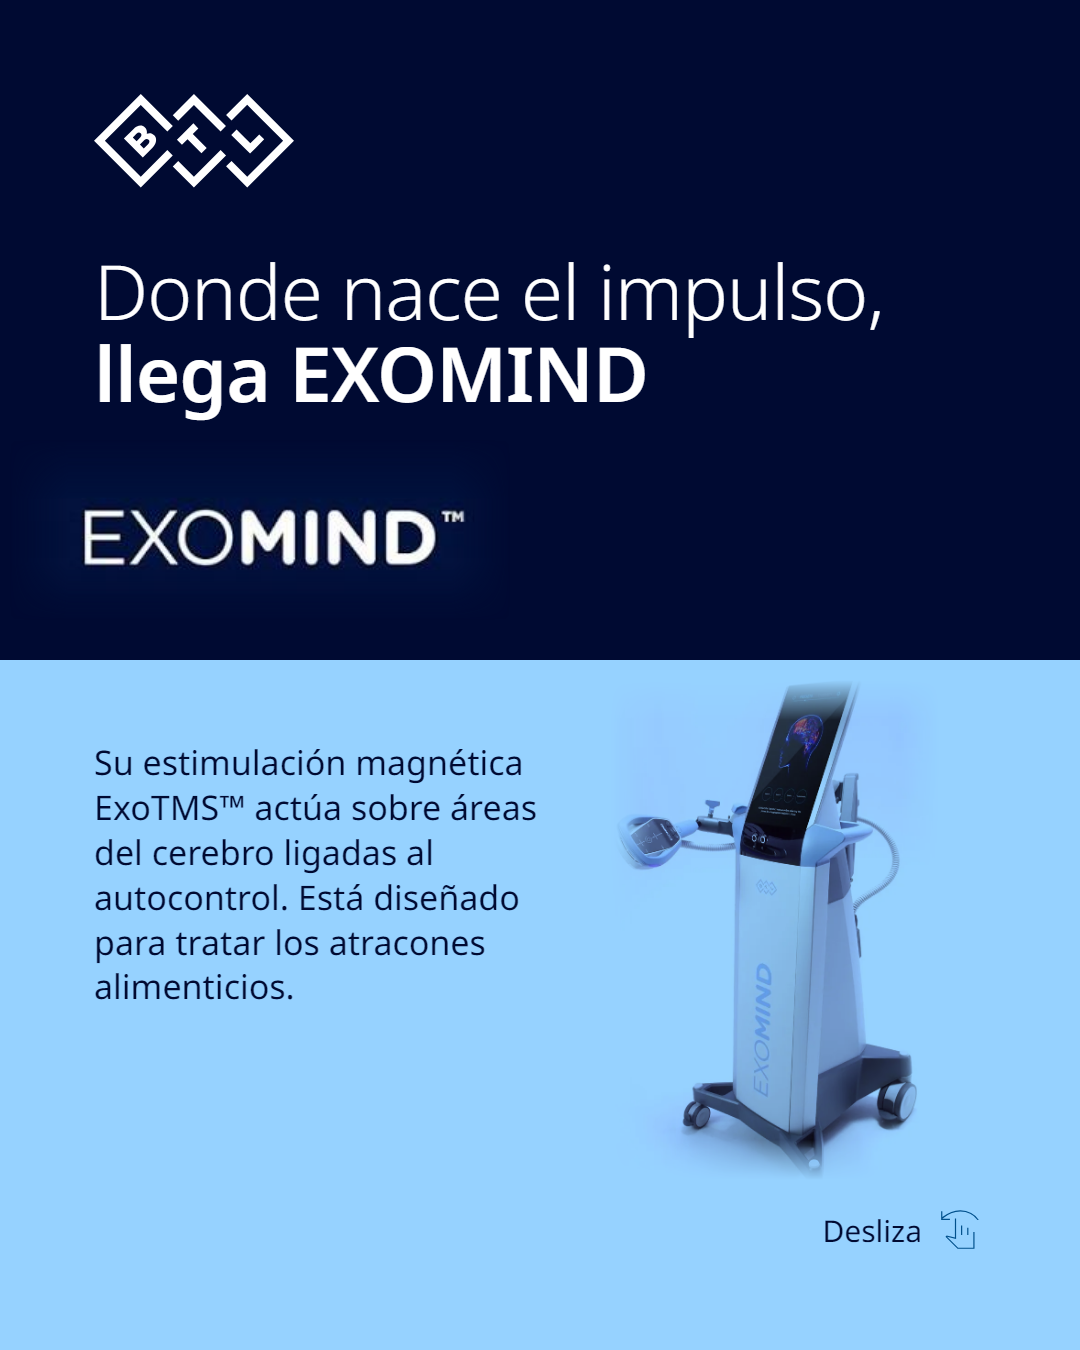 BTL
Donde nace el impulso,
llega EXOMIND
EXOMIND™
Su estimulación magnética
ExoTMS™ actúa sobre áreas
del cerebro ligadas al
autocontrol. Está diseñado
para tratar los atracones
alimenticios.
EXOMIND
Desliza